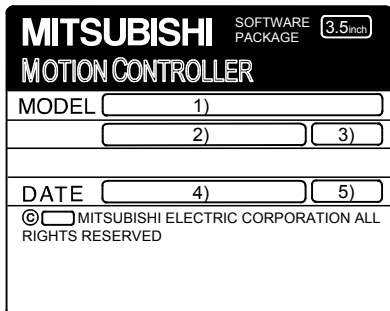 MITSUBISHI SOFTWARE PACKAGE 3.5inch
MOTION CONTROLLER
MODEL 1)
2) 3)
DATE 4) 5)
© MITSUBISHI ELECTRIC CORPORATION ALL
RIGHTS RESERVED